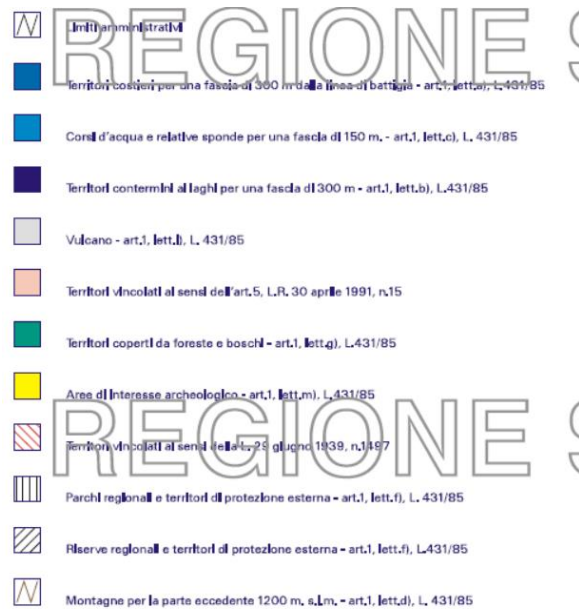 REGIONE S
Limiti amministrativi
Territori costieri per una fascia di 300 m dalla linea di battigia - art.1, lett.a), L.431/85
Corsi d'acqua e relative sponde per una fascia di 150 m. - art.1, lett.c), L. 431/85
Territori contermini ai laghi per una fascia di 300 m - art.1, lett.b), L.431/85
Vulcano - art.1, lett.l), L. 431/85
Territori vincolati ai sensi dell'art.5, L.R. 30 aprile 1991, n.15
Territori coperti da foreste e boschi - art.1, lett.g), L.431/85
Aree di interesse archeologico - art.1, lett.m), L.431/85
REGIONE S
Territori vincolati ai sensi della L. 29 giugno 1939, n.1497
Parchi regionali e territori di protezione esterna - art.1, lett.f), L. 431/85
Riserve regionali e territori di protezione esterna - art.1, lett.f), L.431/85
Montagne per la parte eccedente 1200 m. s.l.m. - art.1, lett.d), L. 431/85